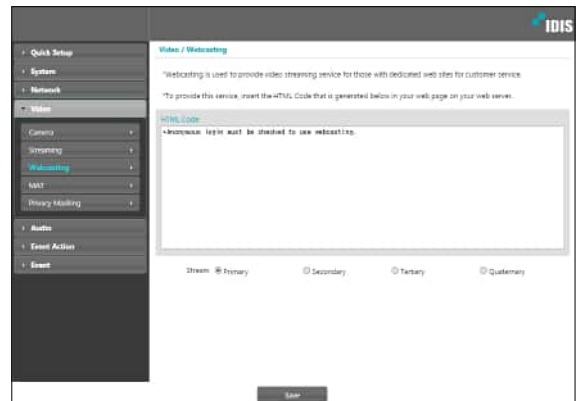 IDIS
Quick Setup
System
Network
Video
Camera
Streaming
Webcasting
MAT
Privacy Masking
Audio
Event Action
Event
Video / Webcasting
*Webcasting is used to provide video streaming service for those with dedicated web sites for customer service.
*To provide this service, insert the HTML Code that is generated below in your web page on your web server.
HTML Code
*Anonymous login must be checked to use webcasting.
Stream Primary Secondary Tertiary Quaternary
Save